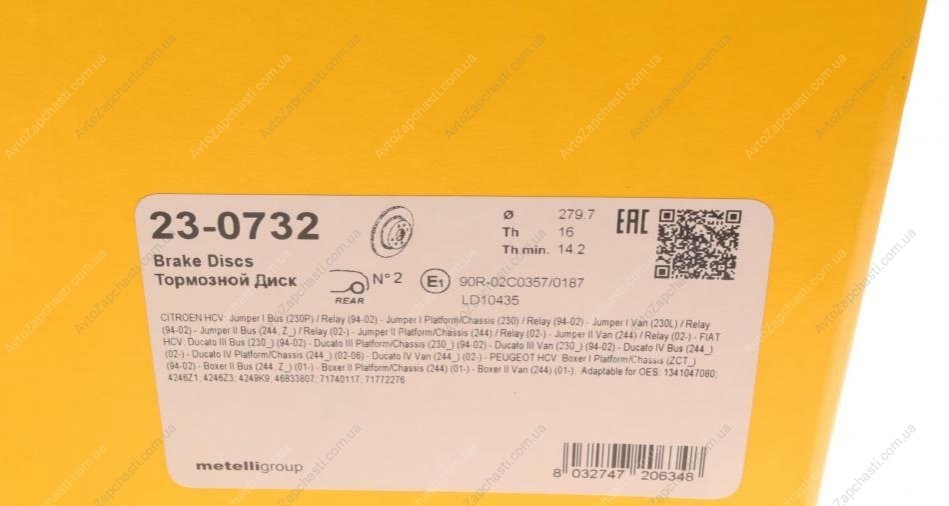 23-0732
Brake Discs
Тормозной Диск
REAR
N° 2
Ø 279.7
Th 16
Th min. 14.2
EAC
E1 90R-02C0357/0187
LD10435
CITROEN HCV: Jumper I Bus (230P) / Relay (94-02) - Jumper I Platform/Chassis (230) / Relay (94-02) - Jumper I Van (230L) / Relay
(94-02) - Jumper II Bus (244_Z_) / Relay (02-) - Jumper II Platform/Chassis (244) / Relay (02-) - Jumper II Van (244) / Relay (02-) - FIAT
HCV: Ducato III Bus (230_) (94-02) - Ducato III Platform/Chassis (230_) (94-02) - Ducato III Van (230_) (94-02) - Ducato IV Bus (244_)
(02-) - Ducato IV Platform/Chassis (244_) (02-06) - Ducato IV Van (244_) (02-) - PEUGEOT HCV: Boxer I Platform/Chassis (ZCT_)
(94-02) - Boxer II Bus (244_Z_) (01-) - Boxer II Platform/Chassis (244) (01-) - Boxer II Van (244) (01-). Adaptable for OES: 1341047080;
4246Z1; 4246Z3; 4249K9; 46833807; 71740117; 71772276
metelligroup
8 032747 206348
AvtoZapchasti.com.ua